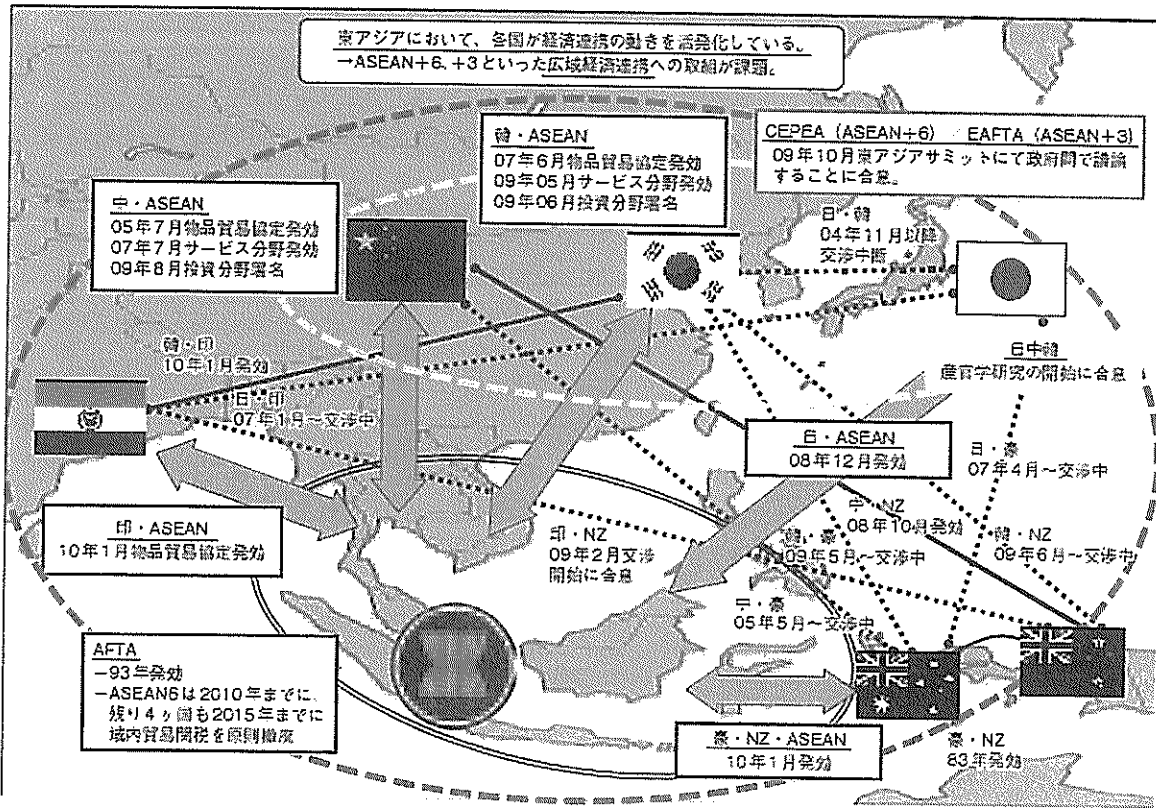 東アジアにおいて、各国が経済連携の動きを活発化している。
→ASEAN+6、+3といった広域経済連携への取組が課題。
CEPEA (ASEAN+6) / EAFTA (ASEAN+3)
09年10月東アジアサミットにて政府間で議論
することに合意。
韓・ASEAN
07年6月物品貿易協定発効
09年05月サービス分野発効
09年06月投資分野署名
中・ASEAN
05年7月物品貿易協定発効
07年7月サービス分野発効
09年8月投資分野署名
日・韓
04年11月以降
交渉中断
韓・印
10年1月発効
日・印
07年1月～交渉中
日中韓
産官学研究の開始に合意
日・ASEAN
08年12月発効
日・豪
07年4月～交渉中
印・ASEAN
10年1月物品貿易協定発効
印・NZ
09年2月交渉
開始に合意
中・NZ
08年10月発効
韓・豪
09年5月～交渉中
韓・NZ
09年6月～交渉中
中・豪
05年5月～交渉中
AFTA
－93年発効
－ASEAN6は2010年までに、
残り4ヶ国も2015年までに
域内貿易関税を原則撤廃
豪・NZ・ASEAN
10年1月発効
豪・NZ
83年発効